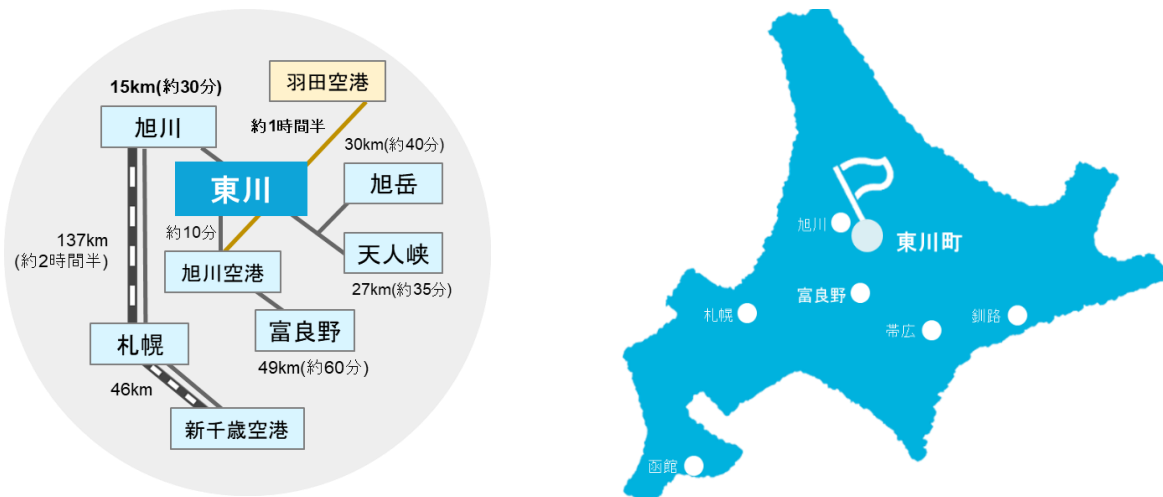 15km(約30分)
羽田空港
旭川
約1時間半
30km(約40分)
東川
旭岳
約10分
137km
(約2時間半)
天人峡
旭川空港
27km(約35分)
富良野
札幌
49km(約60分)
46km
新千歳空港
旭川
東川町
富良野
札幌
釧路
帯広
函館